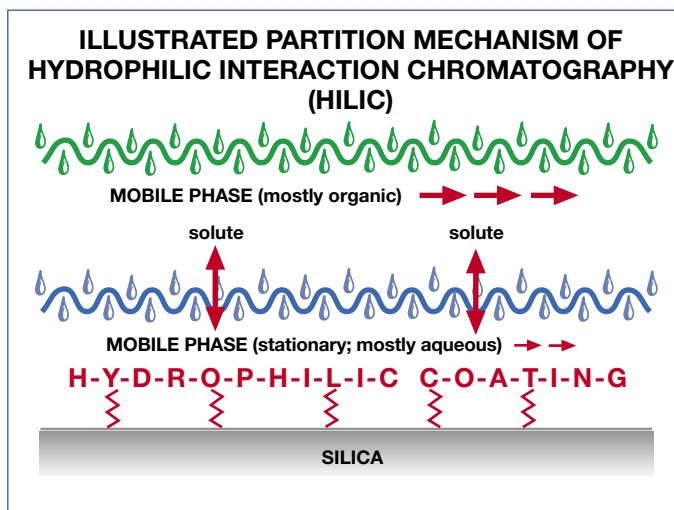 ILLUSTRATED PARTITION MECHANISM OF
HYDROPHILIC INTERACTION CHROMATOGRAPHY
(HILIC)
MOBILE PHASE (mostly organic)
solute solute
MOBILE PHASE (stationary; mostly aqueous)
H-Y-D-R-O-P-H-I-L-I-C C-O-A-T-I-N-G
SILICA